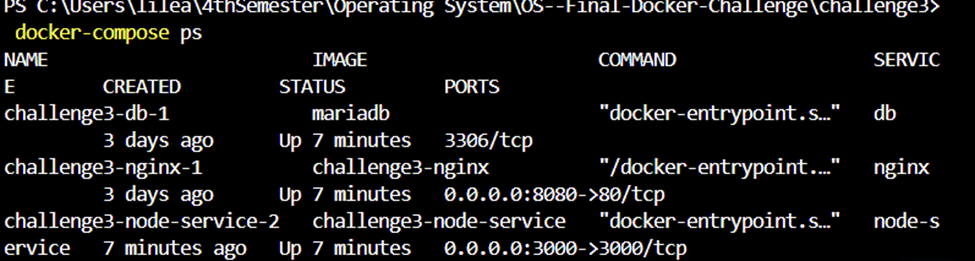 PS C:\Users\lilea\4thSemester\Operating System\OS--Final-Docker-Challenge\challenge3>
docker-compose ps
NAME IMAGE COMMAND SERVIC
E CREATED STATUS PORTS
challenge3-db-1 mariadb "docker-entrypoint.s…" db
3 days ago Up 7 minutes 3306/tcp
challenge3-nginx-1 challenge3-nginx "/docker-entrypoint.…" nginx
3 days ago Up 7 minutes 0.0.0.0:8080->80/tcp
challenge3-node-service-2 challenge3-node-service "docker-entrypoint.s…" node-s
ervice 7 minutes ago Up 7 minutes 0.0.0.0:3000->3000/tcp